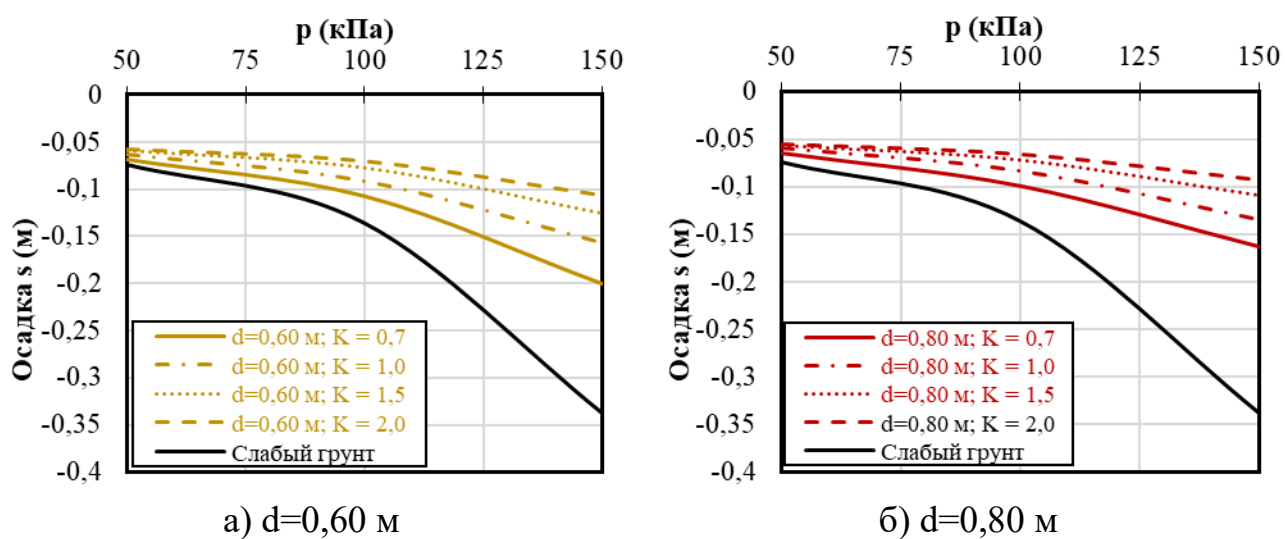 p (кПа)
50 75 100 125 150
0
-0,05
-0,1
-0,15
-0,2
-0,25
-0,3
-0,35
-0,4
Осадка s (м)
d=0,60 м; K = 0,7
d=0,60 м; K = 1,0
d=0,60 м; K = 1,5
d=0,60 м; K = 2,0
Слабый грунт
а) d=0,60 м
p (кПа)
50 75 100 125 150
0
-0,05
-0,1
-0,15
-0,2
-0,25
-0,3
-0,35
-0,4
Осадка s (м)
d=0,80 м; K = 0,7
d=0,80 м; K = 1,0
d=0,80 м; K = 1,5
d=0,80 м; K = 2,0
Слабый грунт
б) d=0,80 м